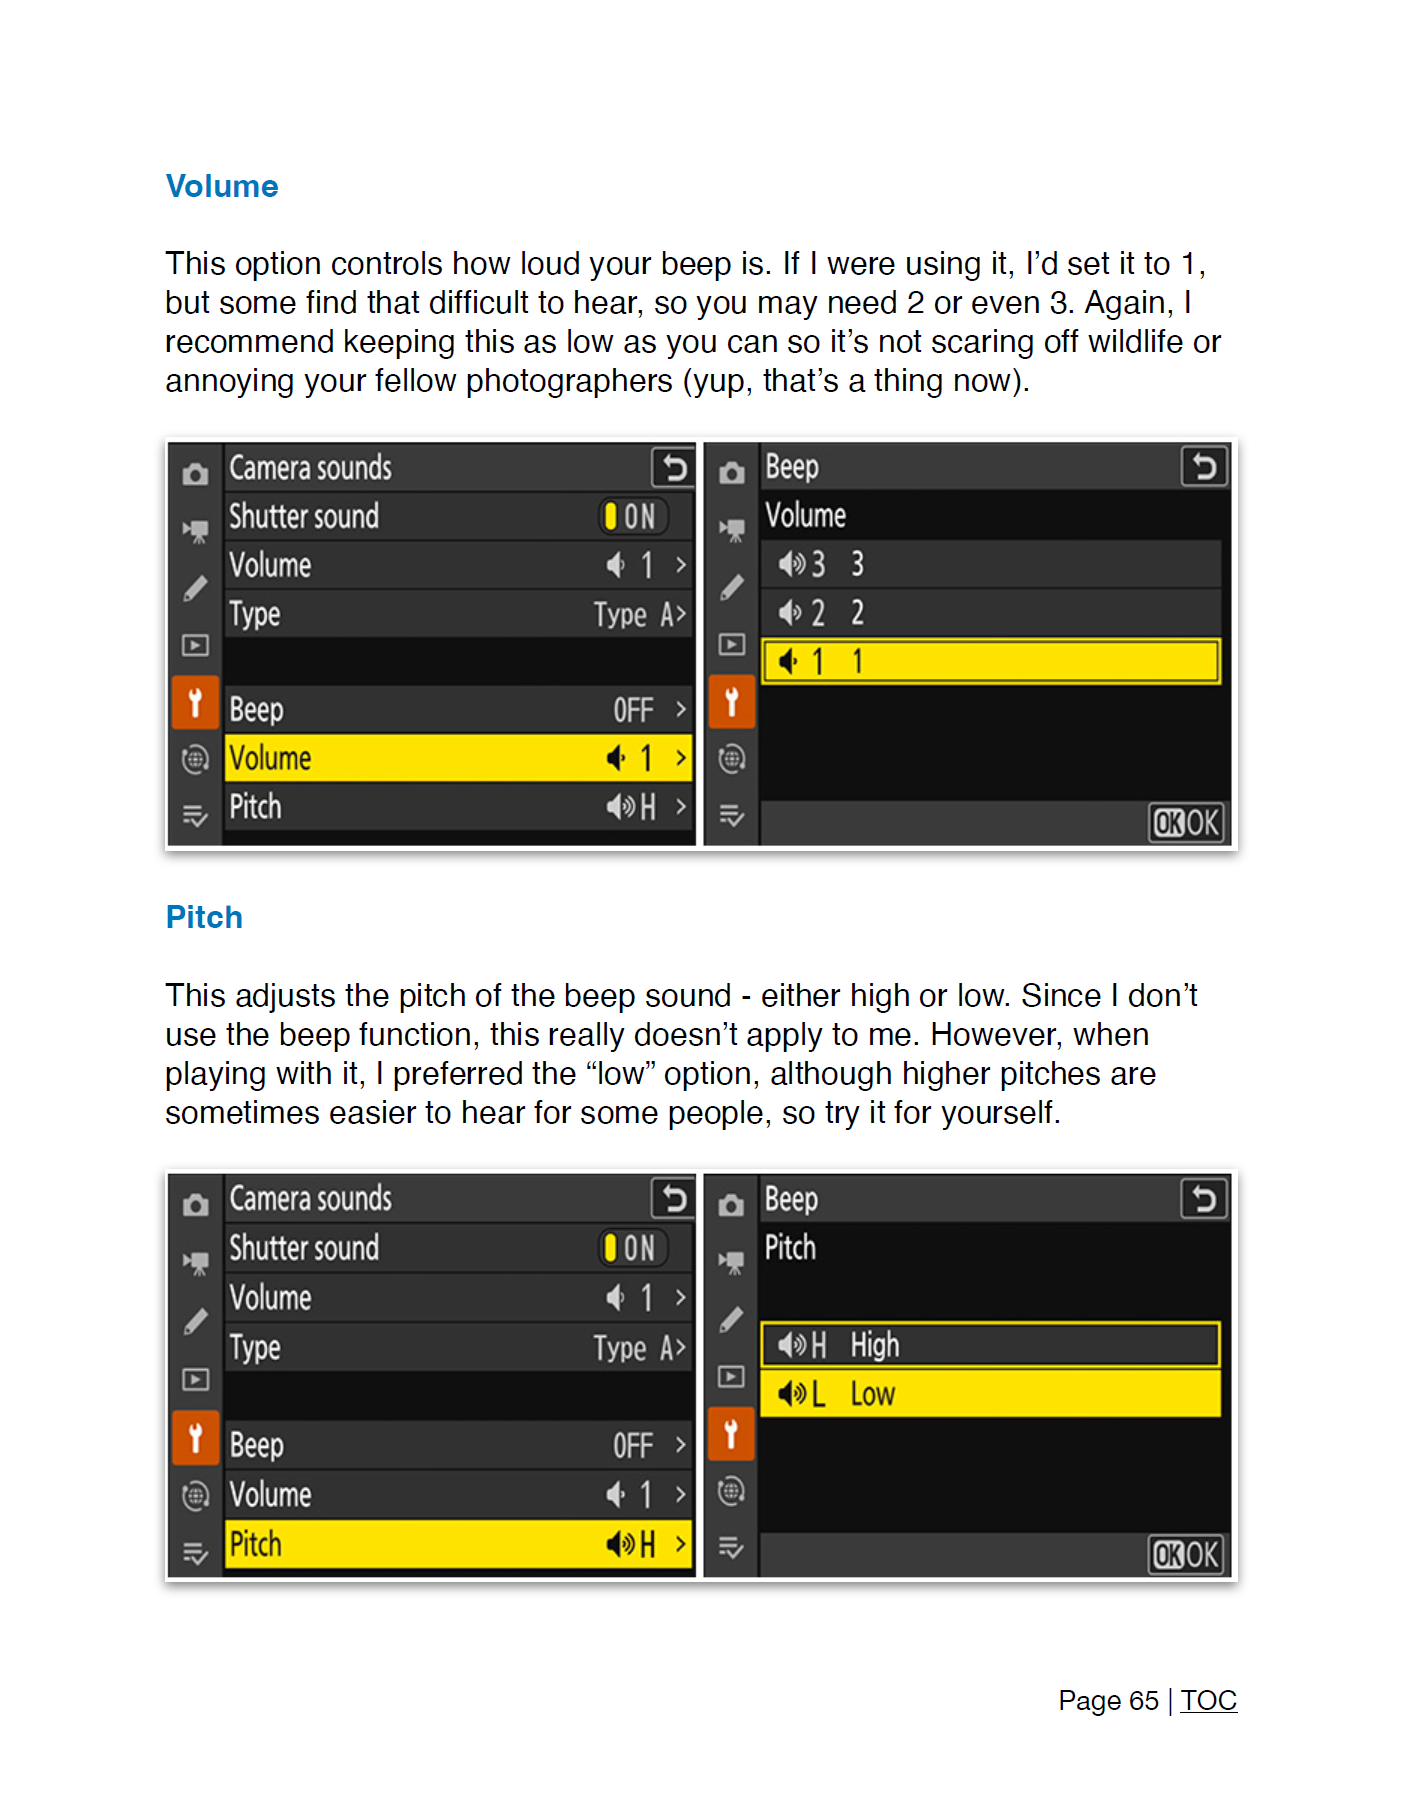 Volume
This option controls how loud your beep is. If I were using it, I’d set it to 1,
but some find that difficult to hear, so you may need 2 or even 3. Again, I
recommend keeping this as low as you can so it’s not scaring off wildlife or
annoying your fellow photographers (yup, that’s a thing now).
Camera sounds
Shutter sound ON
Volume 1 >
Type Type A>
Beep OFF >
Volume 1 >
Pitch H >
Beep
Volume
3 3
2 2
1 1
OK OK
Pitch
This adjusts the pitch of the beep sound - either high or low. Since I don’t
use the beep function, this really doesn’t apply to me. However, when
playing with it, I preferred the “low” option, although higher pitches are
sometimes easier to hear for some people, so try it for yourself.
Camera sounds
Shutter sound ON
Volume 1 >
Type Type A>
Beep OFF >
Volume 1 >
Pitch H >
Beep
Pitch
H High
L Low
OK OK
Page 65 | TOC